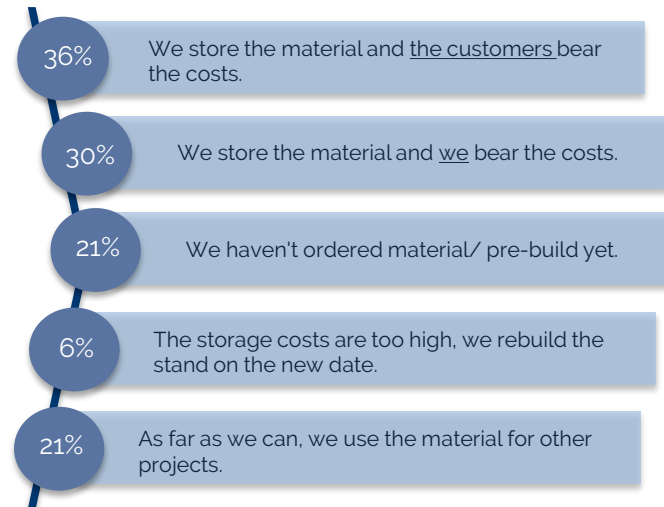 36%
We store the material and the customers bear
the costs.
30%
We store the material and we bear the costs.
21%
We haven't ordered material/ pre-build yet.
6%
The storage costs are too high, we rebuild the
stand on the new date.
21%
As far as we can, we use the material for other
projects.